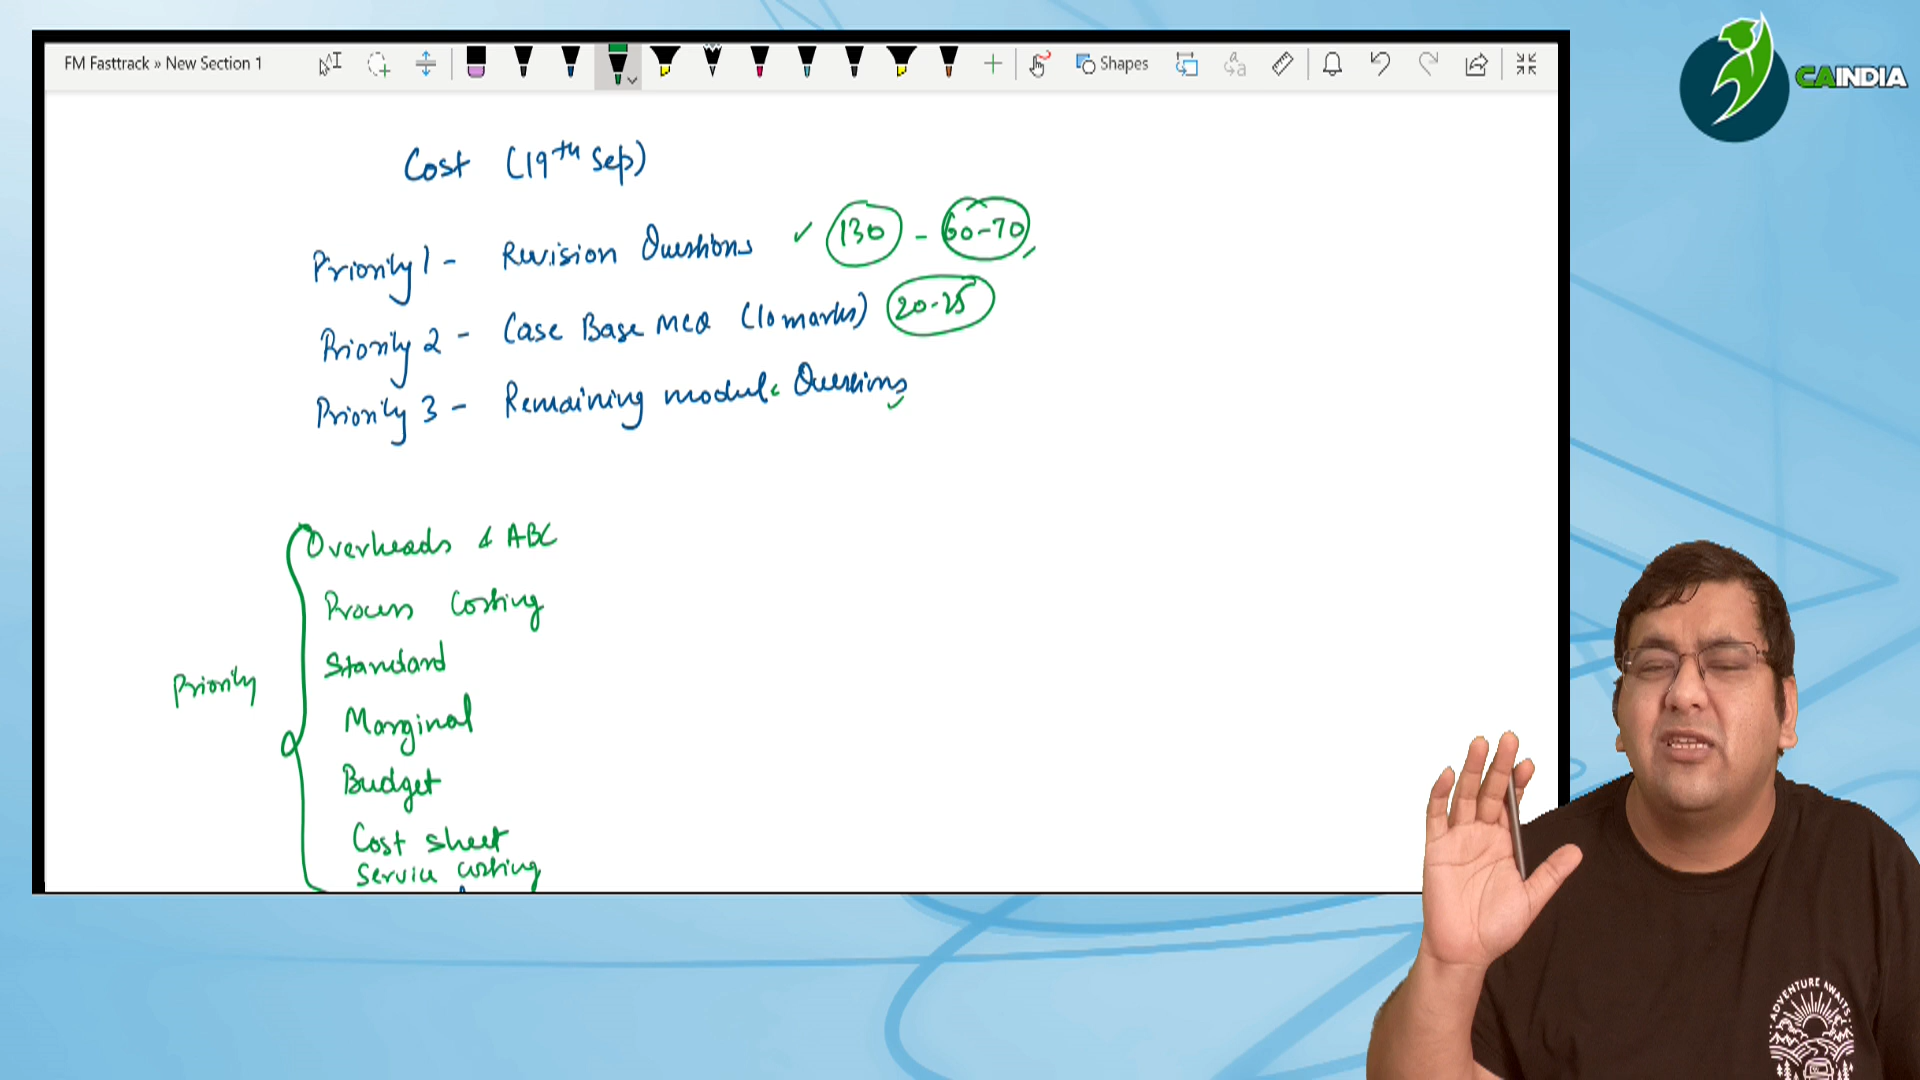 FM Fasttrack » New Section 1
Shapes
CAINDIA
Cost (19th Sep)
Priority 1 - Revision Questions ✓ 130 - 60-70
Priority 2 - Case Base MCQ (10 marks) 20-25
Priority 3 - Remaining module Questions
Priority
Overheads & ABC
Process Costing
Standard
Marginal
Budget
Cost sheet
Service costing
ADVENTURE AWAITS